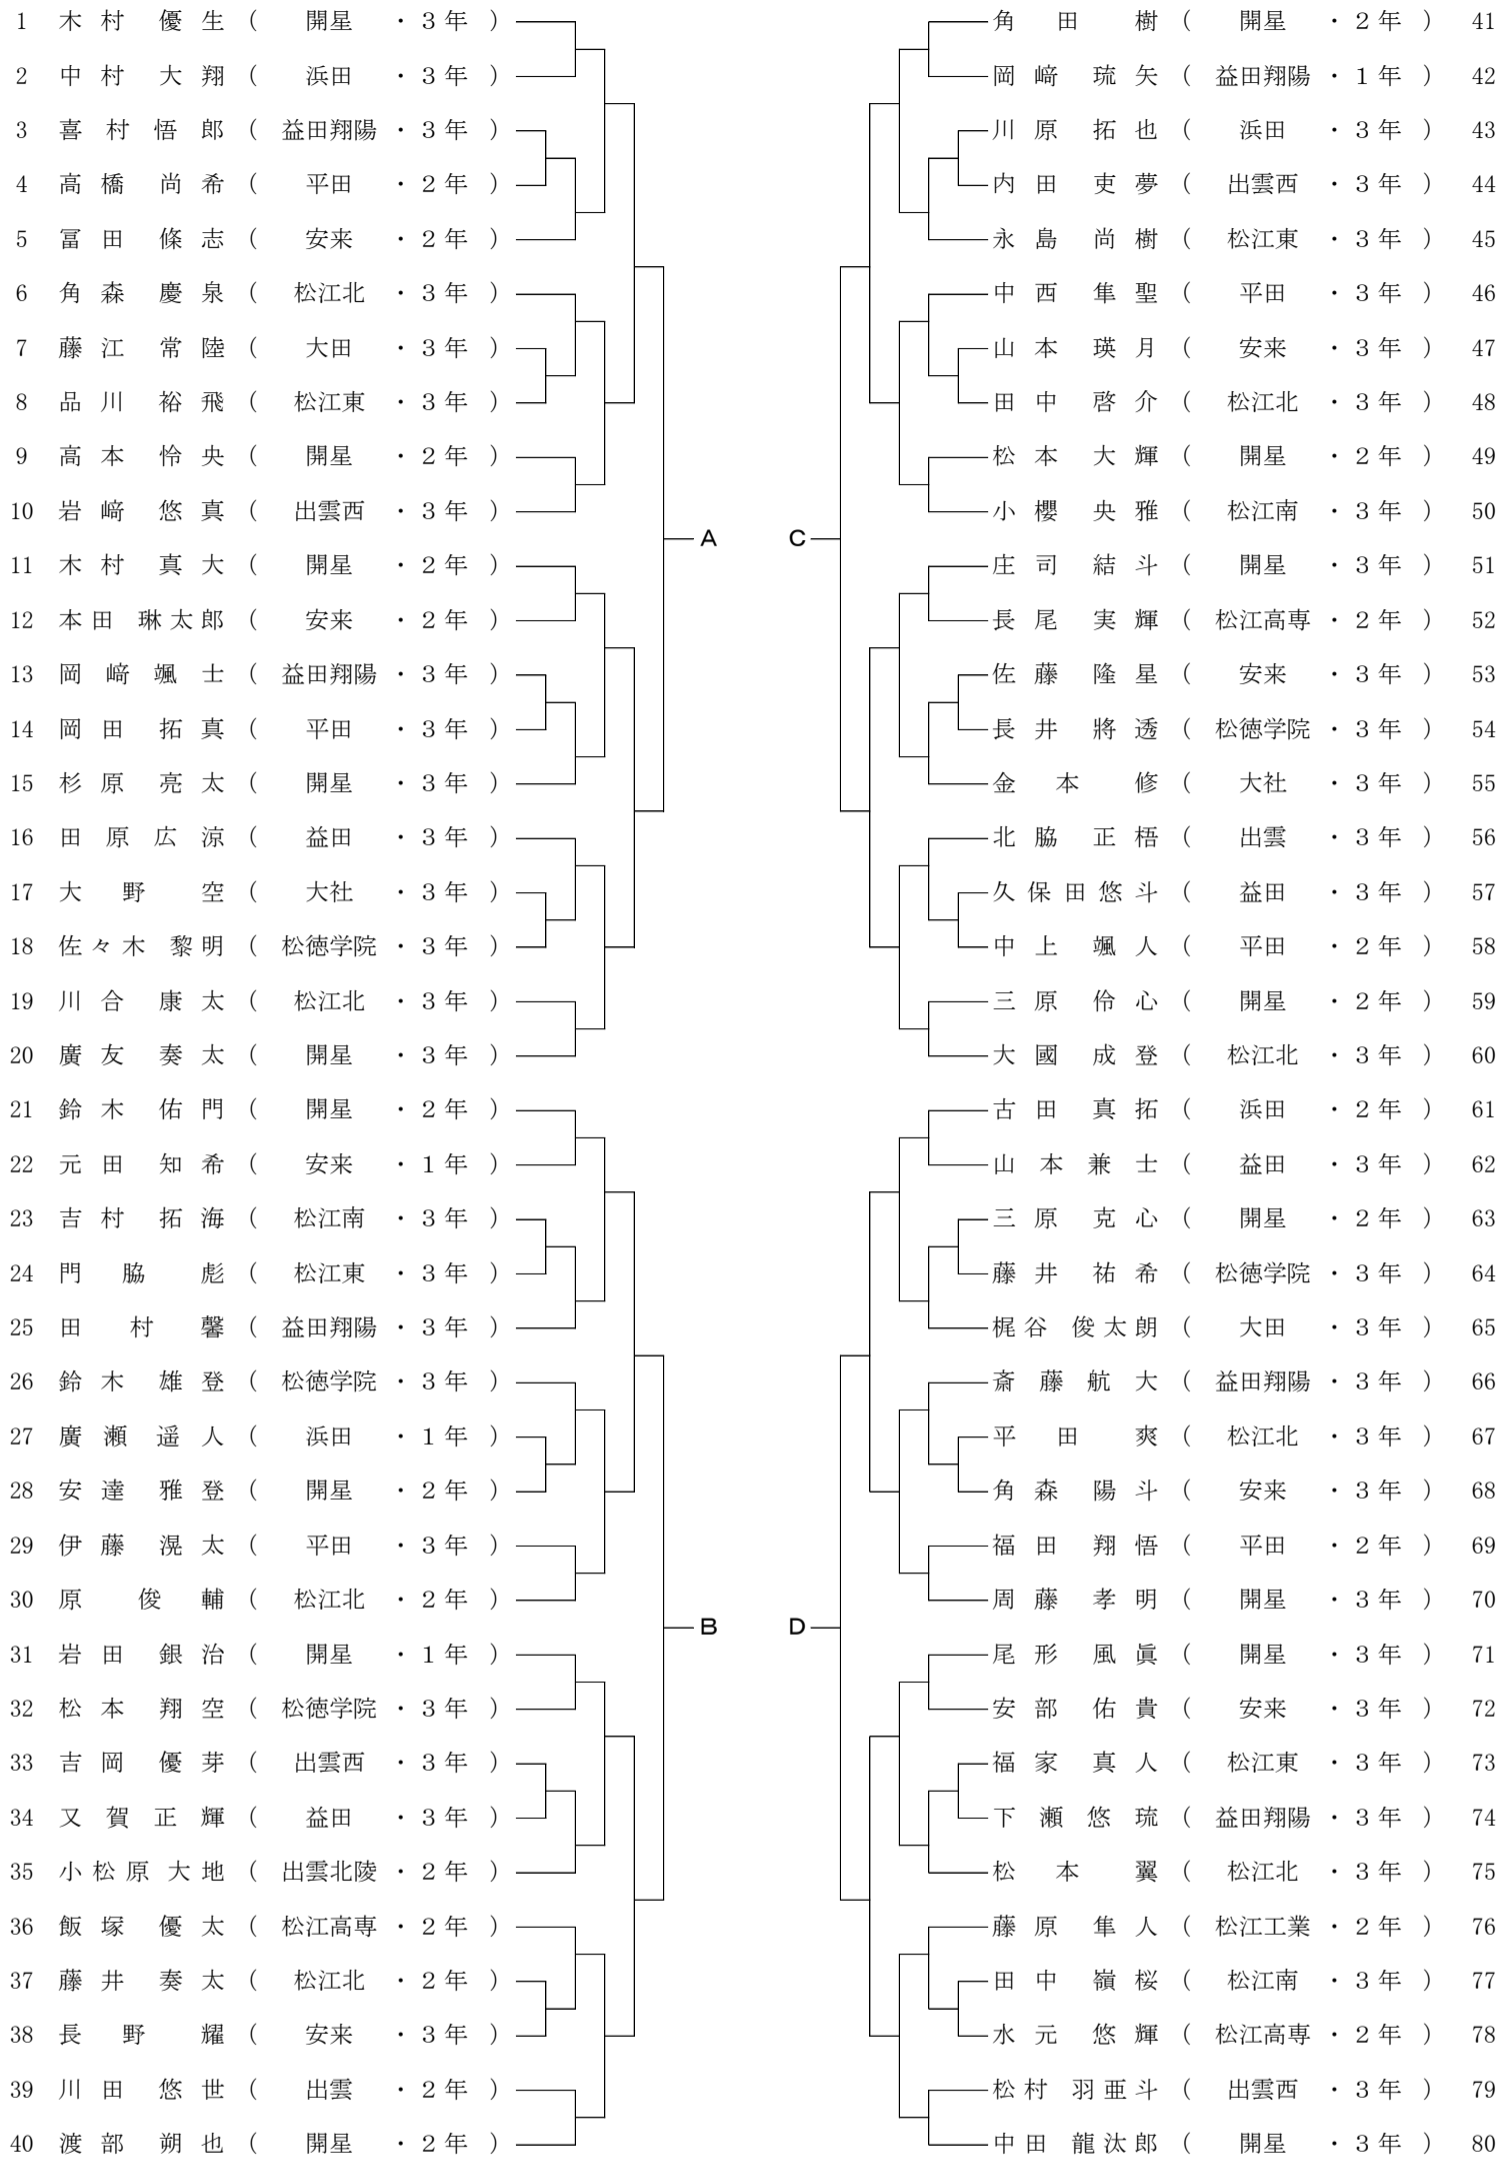 1 木村 優生 ( 開星 ・3年 )
2 中村 大翔 ( 浜田 ・3年 )
3 喜村悟郎 ( 益田翔陽・3年 )
4 高橋 尚希 ( 平田 ・2年 )
5 冨田 條志 ( 安来 ・2年 )
6 角森 慶泉 ( 松江北 ・3年 )
7 藤江 常陸 ( 大田 ・3年 )
8 品川 裕飛 ( 松江東 ・3年 )
9 高本 怜央 ( 開星 ・2年 )
10 岩﨑 悠真 ( 出雲西 ・3年 )
11 木村 真大 ( 開星 ・2年 )
12 本田 琳太郎 ( 安来 ・2年 )
13 岡﨑颯士 ( 益田翔陽・3年 )
14 岡田 拓真 ( 平田 ・3年 )
15 杉原 亮太 ( 開星 ・3年 )
16 田原広涼 ( 益田 ・3年 )
17 大野 空 ( 大社 ・3年 )
18 佐々木 黎明 ( 松徳学院・3年 )
19 川合 康太 ( 松江北 ・3年 )
20 廣友 奏太 ( 開星 ・3年 )
A
21 鈴木 佑門 ( 開星 ・2年 )
22 元田 知希 ( 安来 ・1年 )
23 吉村 拓海 ( 松江南 ・3年 )
24 門脇 彪 ( 松江東 ・3年 )
25 田村 馨 ( 益田翔陽・3年 )
26 鈴木 雄登 ( 松徳学院・3年 )
27 廣瀬遥人 ( 浜田 ・1年 )
28 安達 雅登 ( 開星 ・2年 )
29 伊藤 滉太 ( 平田 ・3年 )
30 原 俊輔 ( 松江北 ・2年 )
31 岩田 銀治 ( 開星 ・1年 )
32 松本 翔空 ( 松徳学院・3年 )
33 吉岡 優芽 ( 出雲西 ・3年 )
34 又賀正輝 ( 益田 ・3年 )
35 小松原大地 ( 出雲北陵・2年 )
36 飯塚 優太 ( 松江高専・2年 )
37 藤井 奏太 ( 松江北 ・2年 )
38 長野 耀 ( 安来 ・3年 )
39 川田 悠世 ( 出雲 ・2年 )
40 渡部 朔也 ( 開星 ・2年 )
B
角田 樹 ( 開星 ・2年 ) 41
岡﨑 琉矢 ( 益田翔陽・1年 ) 42
川原 拓也 ( 浜田 ・3年 ) 43
内田 吏夢 ( 出雲西 ・3年 ) 44
永島 尚樹 ( 松江東 ・3年 ) 45
中西 隼聖 ( 平田 ・3年 ) 46
山本 瑛月 ( 安来 ・3年 ) 47
田中 啓介 ( 松江北 ・3年 ) 48
松本 大輝 ( 開星 ・2年 ) 49
小櫻 央雅 ( 松江南 ・3年 ) 50
庄司 結斗 ( 開星 ・3年 ) 51
長尾 実輝 ( 松江高専・2年 ) 52
佐藤 隆星 ( 安来 ・3年 ) 53
長井 將透 ( 松徳学院・3年 ) 54
金本 修 ( 大社 ・3年 ) 55
北脇 正梧 ( 出雲 ・3年 ) 56
久保田悠斗 ( 益田 ・3年 ) 57
中上 颯人 ( 平田 ・2年 ) 58
三原 伶心 ( 開星 ・2年 ) 59
大國 成登 ( 松江北 ・3年 ) 60
C
古田 真拓 ( 浜田 ・2年 ) 61
山本兼士 ( 益田 ・3年 ) 62
三原 克心 ( 開星 ・2年 ) 63
藤井 祐希 ( 松徳学院・3年 ) 64
梶谷 俊太朗 ( 大田 ・3年 ) 65
斎藤航大 ( 益田翔陽・3年 ) 66
平田 爽 ( 松江北 ・3年 ) 67
角森 陽斗 ( 安来 ・3年 ) 68
福田 翔悟 ( 平田 ・2年 ) 69
周藤 孝明 ( 開星 ・3年 ) 70
尾形 風眞 ( 開星 ・3年 ) 71
安部 佑貴 ( 安来 ・3年 ) 72
福家 真人 ( 松江東 ・3年 ) 73
下瀬悠琉 ( 益田翔陽・3年 ) 74
松本 翼 ( 松江北 ・3年 ) 75
藤原 隼人 ( 松江工業・2年 ) 76
田中 嶺桜 ( 松江南 ・3年 ) 77
水元 悠輝 ( 松江高専・2年 ) 78
松村 羽亜斗 ( 出雲西 ・3年 ) 79
中田 龍汰郎 ( 開星 ・3年 ) 80
D